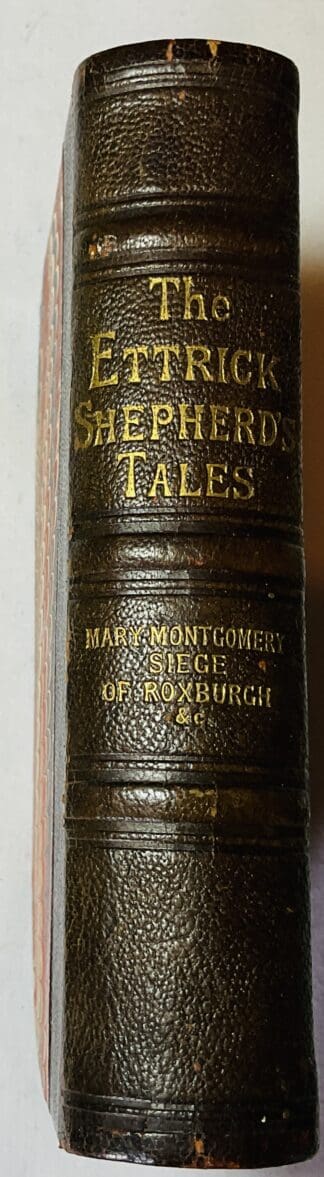 The
ETTRICK
SHEPHERD'S
TALES
MARY MONTGOMERY
SIEGE
OF ROXBURGH
&c